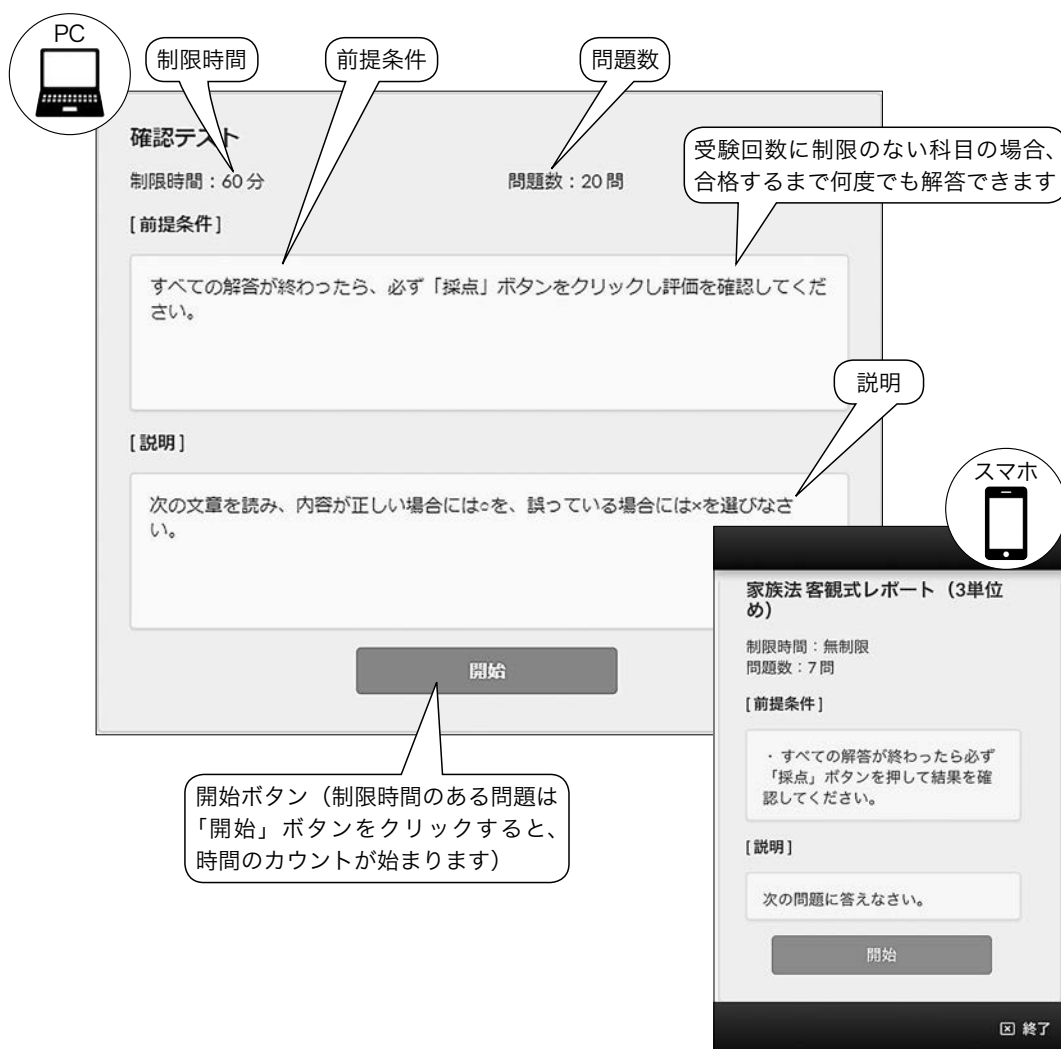 PC
制限時間
前提条件
問題数
確認テスト
制限時間：60分
問題数：20問
受験回数に制限のない科目の場合、
合格するまで何度でも解答できます
[前提条件]
すべての解答が終わったら、必ず「採点」ボタンをクリックし評価を確認してくだ
さい。
説明
[説明]
次の文章を読み、内容が正しい場合には○を、誤っている場合には×を選びなさ
い。
開始
開始ボタン（制限時間のある問題は
「開始」ボタンをクリックすると、
時間のカウントが始まります）
スマホ
家族法 客観式レポート（3単位
め）
制限時間：無制限
問題数：7問
[前提条件]
・すべての解答が終わったら必ず
「採点」ボタンを押して結果を確
認してください。
[説明]
次の問題に答えなさい。
開始
終了